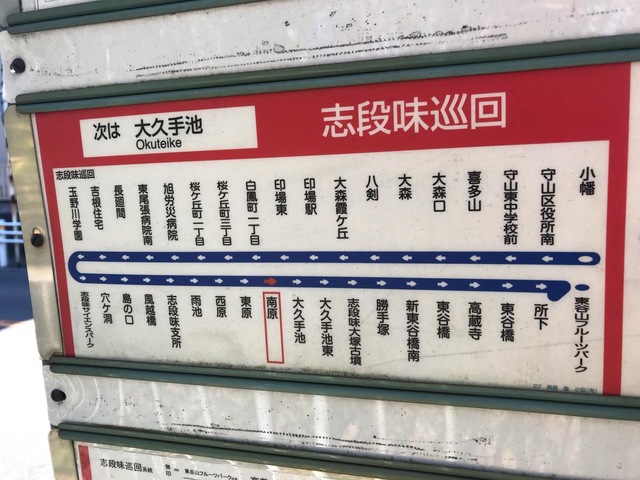 次は 大久手池
Okuteike
志段味巡回
志段味巡回
小幡
守山区役所南
守山東中学校前
喜多山
大森口
大森
八剣
大森霞ケ丘
印場駅
印場東
白鳳町一丁目
桜ケ丘町三丁目
桜ケ丘町一丁目
旭労災病院
東尾張病院南
長廻間
吉根住宅
玉野川学園
志段味サイエンスパーク
穴ケ洞
島の口
風越橋
志段味支所
雨池
西原
東原
南原
大久手池
大久手池東
志段味大塚古墳
勝手塚
新東谷橋南
東谷橋
高蔵寺
東谷橋
所下
東谷山フルーツパーク
志段味巡回系統